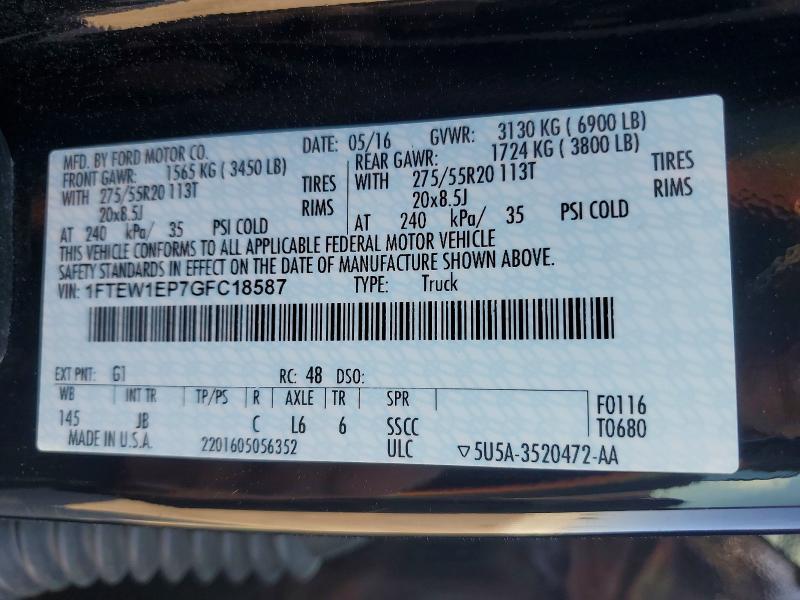 MFD. BY FORD MOTOR CO. DATE: 05/16 GVWR: 3130 KG ( 6900 LB)
FRONT GAWR: 1565 KG ( 3450 LB) REAR GAWR: 1724 KG ( 3800 LB)
WITH 275/55R20 113T TIRES WITH 275/55R20 113T TIRES
20x8.5J RIMS 20x8.5J RIMS
AT 240 kPa/ 35 PSI COLD AT 240 kPa/ 35 PSI COLD
THIS VEHICLE CONFORMS TO ALL APPLICABLE FEDERAL MOTOR VEHICLE
SAFETY STANDARDS IN EFFECT ON THE DATE OF MANUFACTURE SHOWN ABOVE.
VIN: 1FTEW1EP7GFC18587 TYPE: Truck
EXT PNT: G1 RC: 48 DSO:
WB INT TR TP/PS R AXLE TR SPR F0116
145 JB C L6 6 SSCC T0680
MADE IN U.S.A. 2201605056352 ULC ▽5U5A-3520472-AA